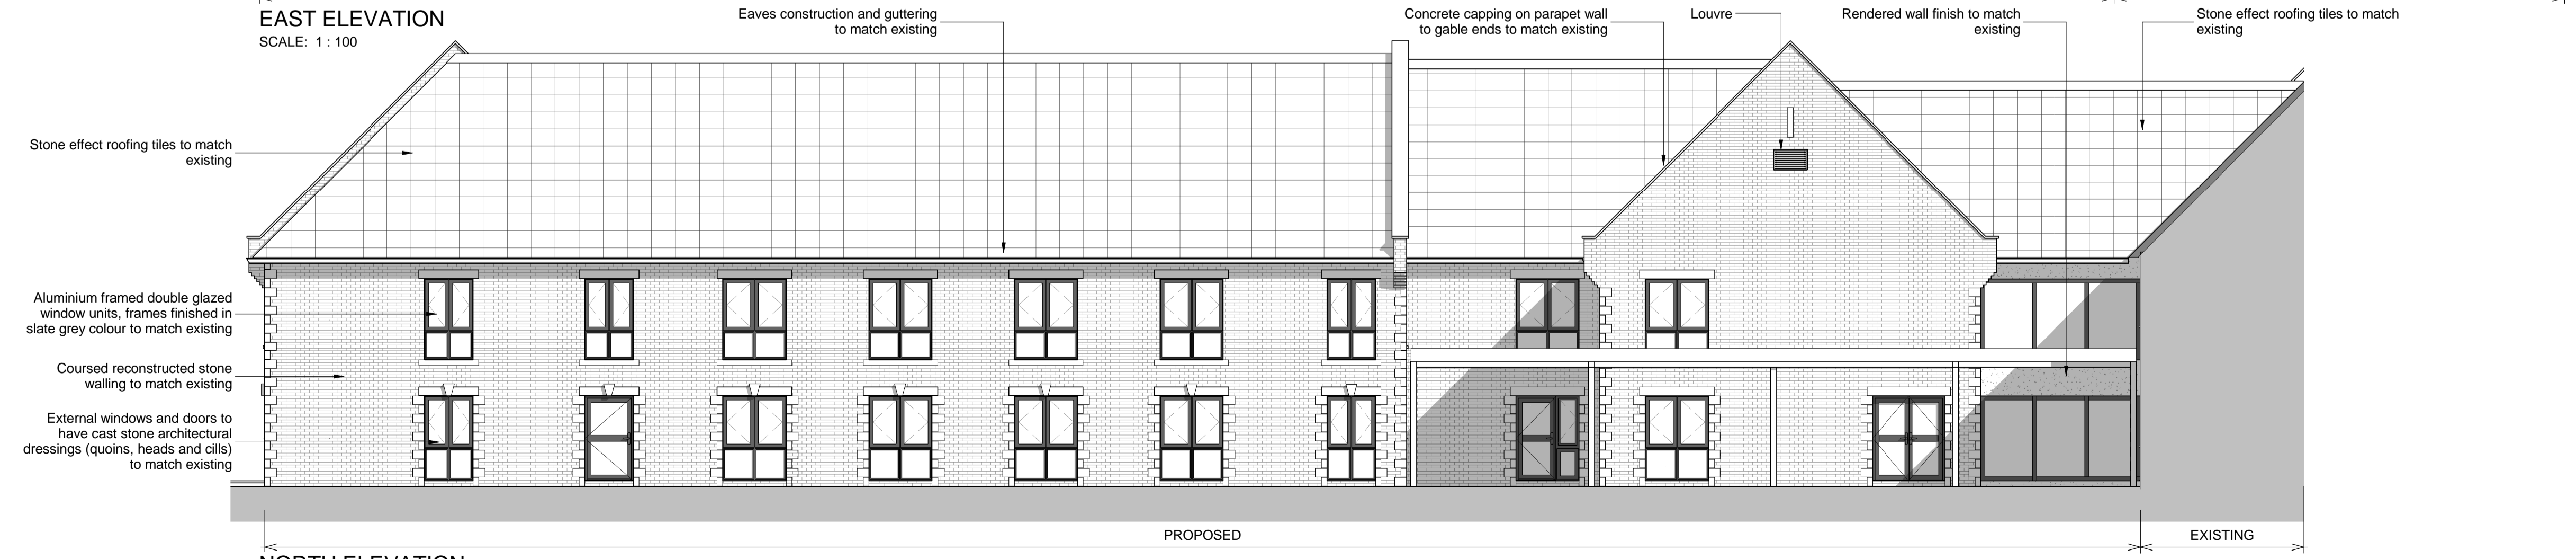 EAST ELEVATION
SCALE: 1 : 100
Eaves construction and guttering
to match existing
Concrete capping on parapet wall
to gable ends to match existing
Louvre
Rendered wall finish to match
existing
Stone effect roofing tiles to match
existing
Stone effect roofing tiles to match
existing
Aluminium framed double glazed
window units, frames finished in
slate grey colour to match existing
Coursed reconstructed stone
walling to match existing
External windows and doors to
have cast stone architectural
dressings (quoins, heads and cills)
to match existing
PROPOSED
EXISTING
NORTH ELEVATION